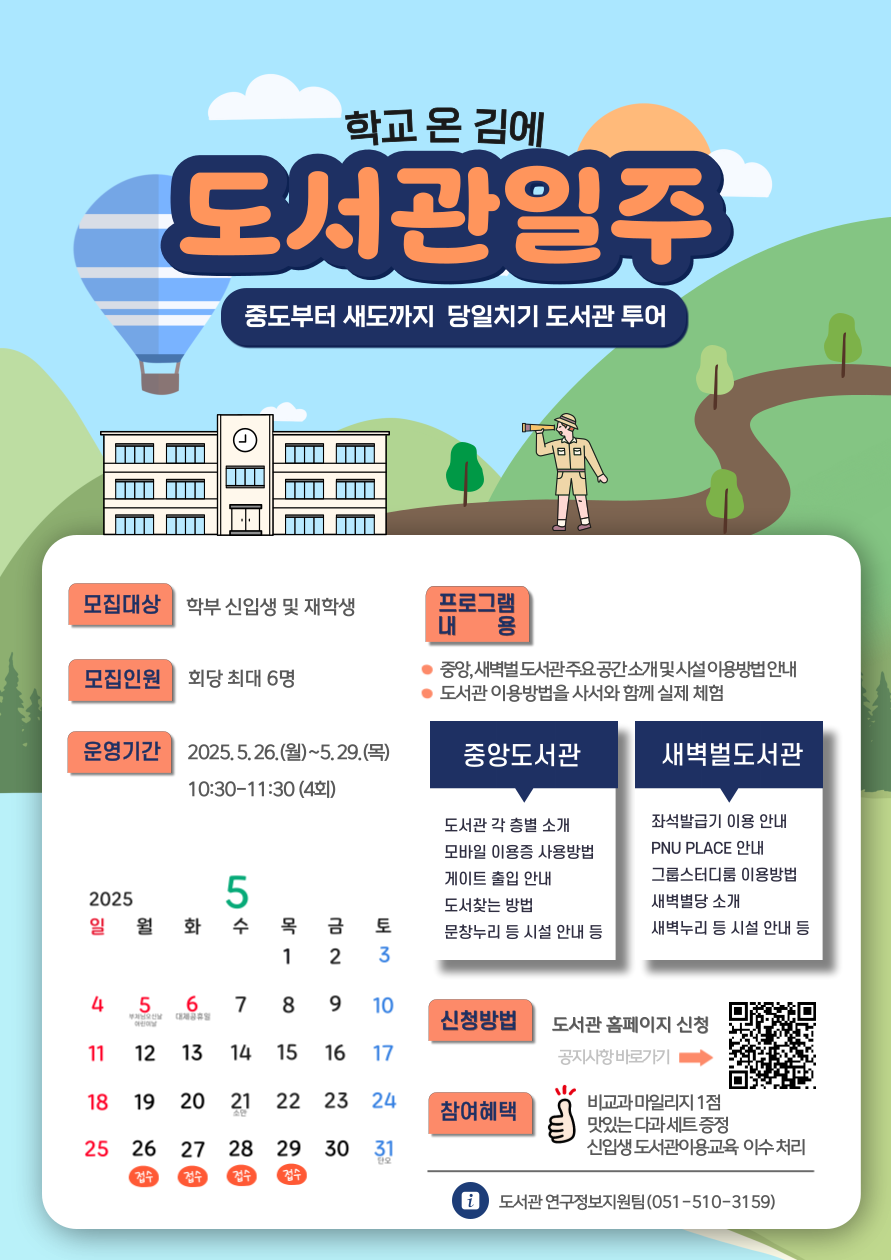 학교 온 김에
도서관일주
중도부터 새도까지 당일치기 도서관 투어
모집대상
학부 신입생 및 재학생
모집인원
회당 최대 6명
운영기간
2025. 5. 26.(월)~5. 29.(목)
10:30-11:30 (4회)
2025
5
일 월 화 수 목 금 토
1 2 3
4 5 6 7 8 9 10
부처님오신날
어린이날
대체공휴일
11 12 13 14 15 16 17
18 19 20 21 22 23 24
소만
25 26 27 28 29 30 31
단오
접수 접수 접수 접수
프로그램
내 용
중앙,새벽벌 도서관 주요 공간 소개 및 시설 이용방법 안내
도서관 이용방법을 사서와 함께 실제 체험
중앙도서관
도서관 각 층별 소개
모바일 이용증 사용방법
게이트 출입 안내
도서찾는 방법
문창누리 등 시설 안내 등
새벽벌도서관
좌석발급기 이용 안내
PNU PLACE 안내
그룹스터디룸 이용방법
새벽별당 소개
새벽누리 등 시설 안내 등
신청방법
도서관 홈페이지 신청
공지사항 바로가기
참여혜택
비교과 마일리지 1점
맛있는 다과 세트 증정
신입생 도서관이용교육 이수 처리
i
도서관 연구정보지원팀(051-510-3159)